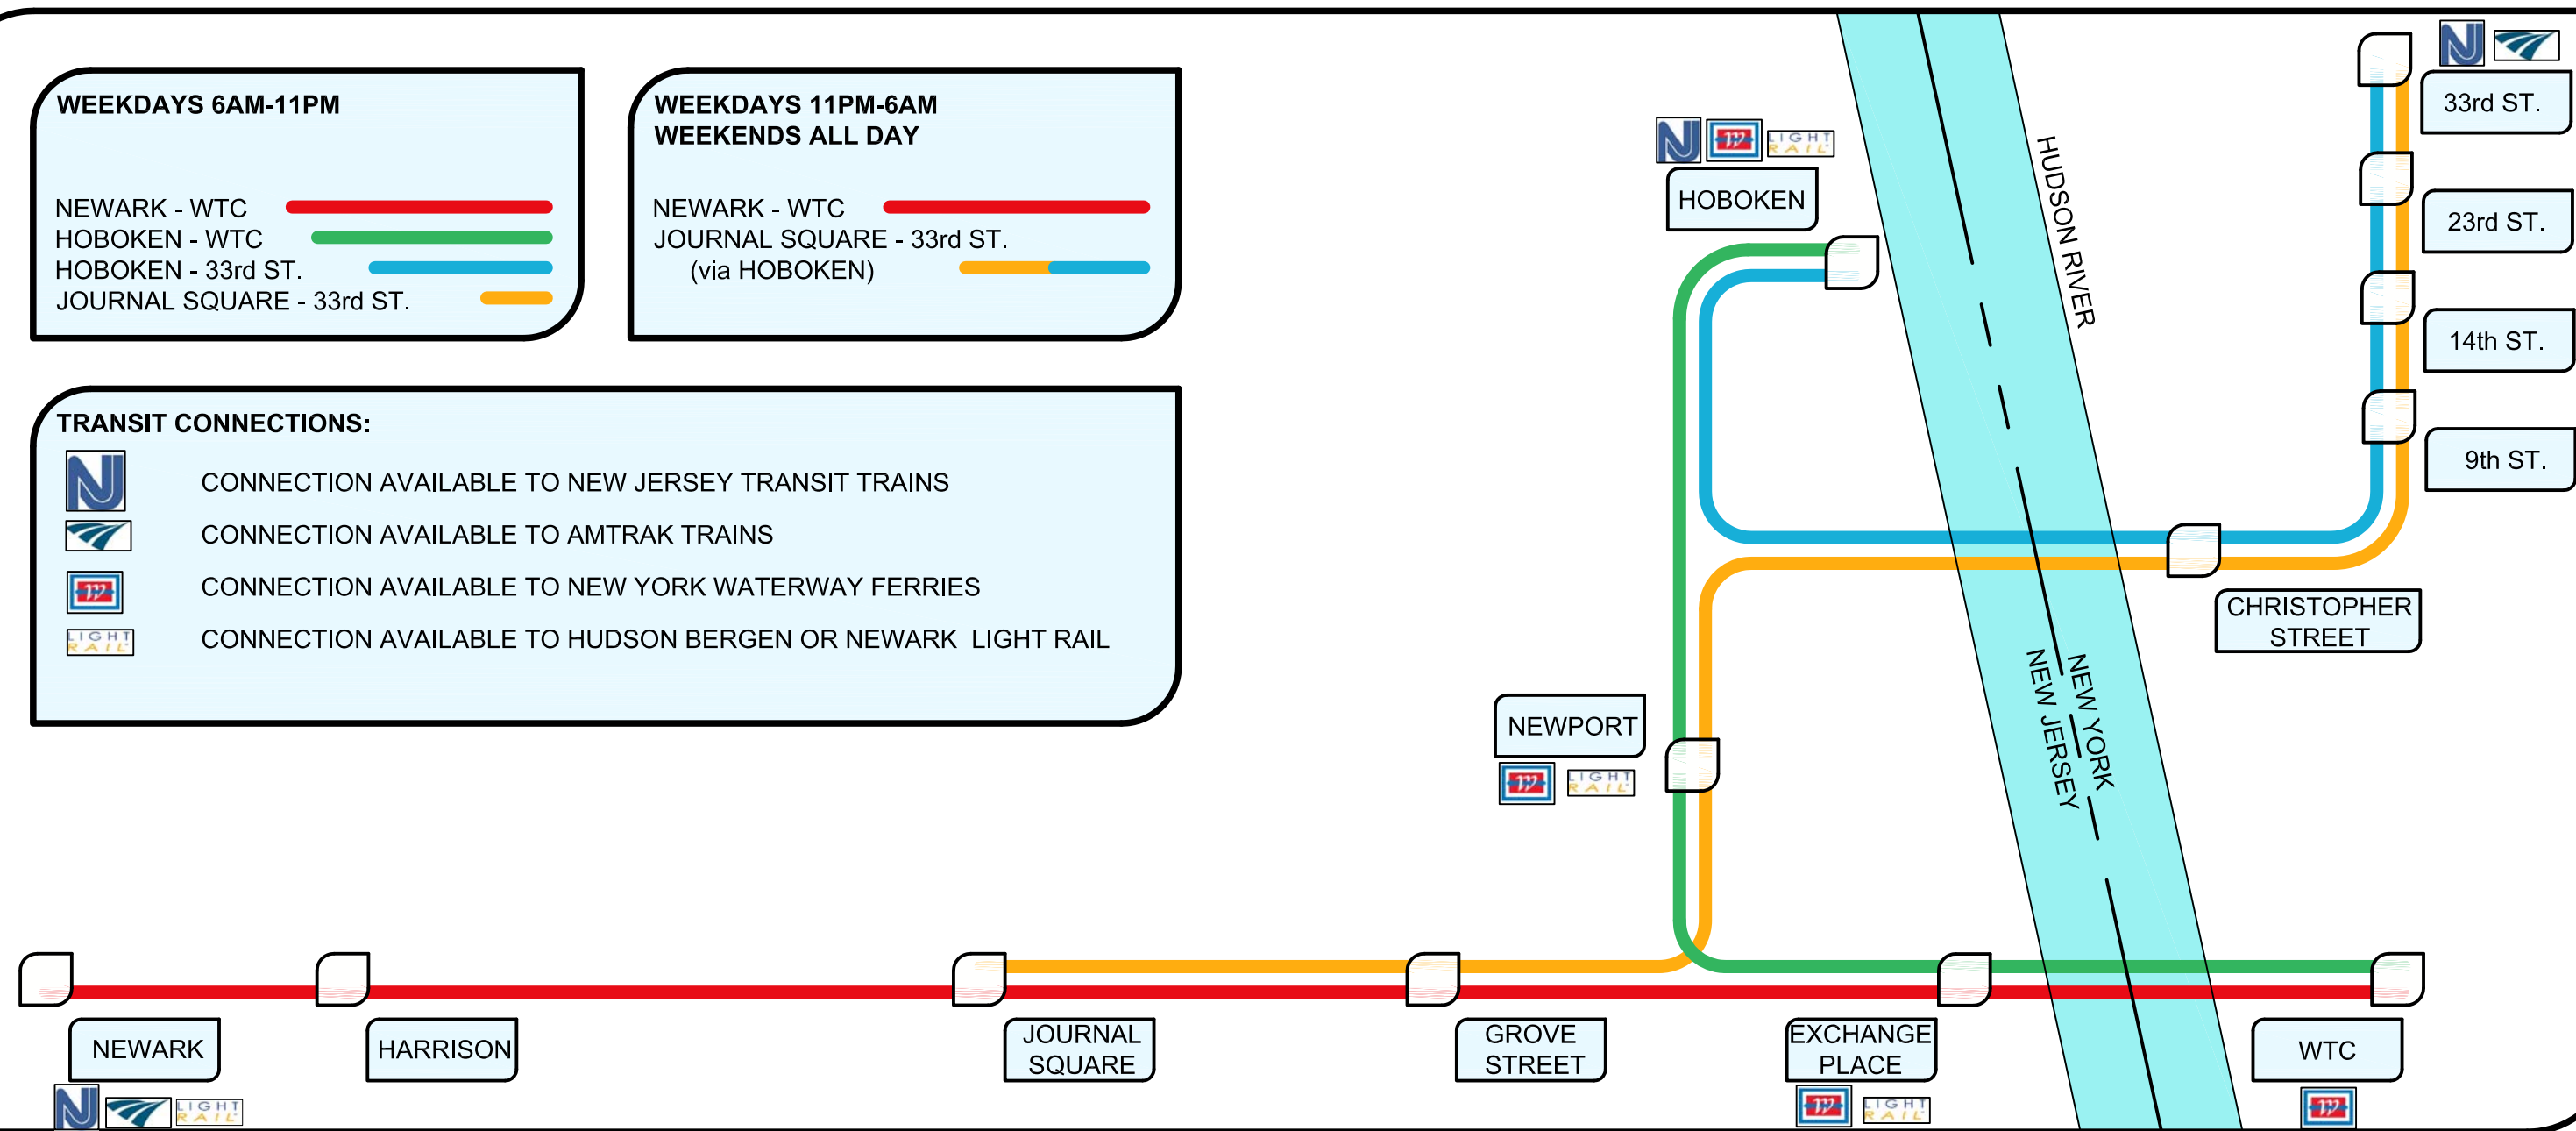 WEEKDAYS 6AM-11PM
NEWARK - WTC
HOBOKEN - WTC
HOBOKEN - 33rd ST.
JOURNAL SQUARE - 33rd ST.
WEEKDAYS 11PM-6AM
WEEKENDS ALL DAY
NEWARK - WTC
JOURNAL SQUARE - 33rd ST.
(via HOBOKEN)
TRANSIT CONNECTIONS:
CONNECTION AVAILABLE TO NEW JERSEY TRANSIT TRAINS
CONNECTION AVAILABLE TO AMTRAK TRAINS
CONNECTION AVAILABLE TO NEW YORK WATERWAY FERRIES
LIGHT
RAIL
CONNECTION AVAILABLE TO HUDSON BERGEN OR NEWARK LIGHT RAIL
LIGHT
RAIL
HOBOKEN
HUDSON RIVER
33rd ST.
23rd ST.
14th ST.
9th ST.
CHRISTOPHER
STREET
NEW YORK
NEW JERSEY
NEWPORT
LIGHT
RAIL
NEWARK
LIGHT
RAIL
HARRISON
JOURNAL
SQUARE
GROVE
STREET
EXCHANGE
PLACE
LIGHT
RAIL
WTC